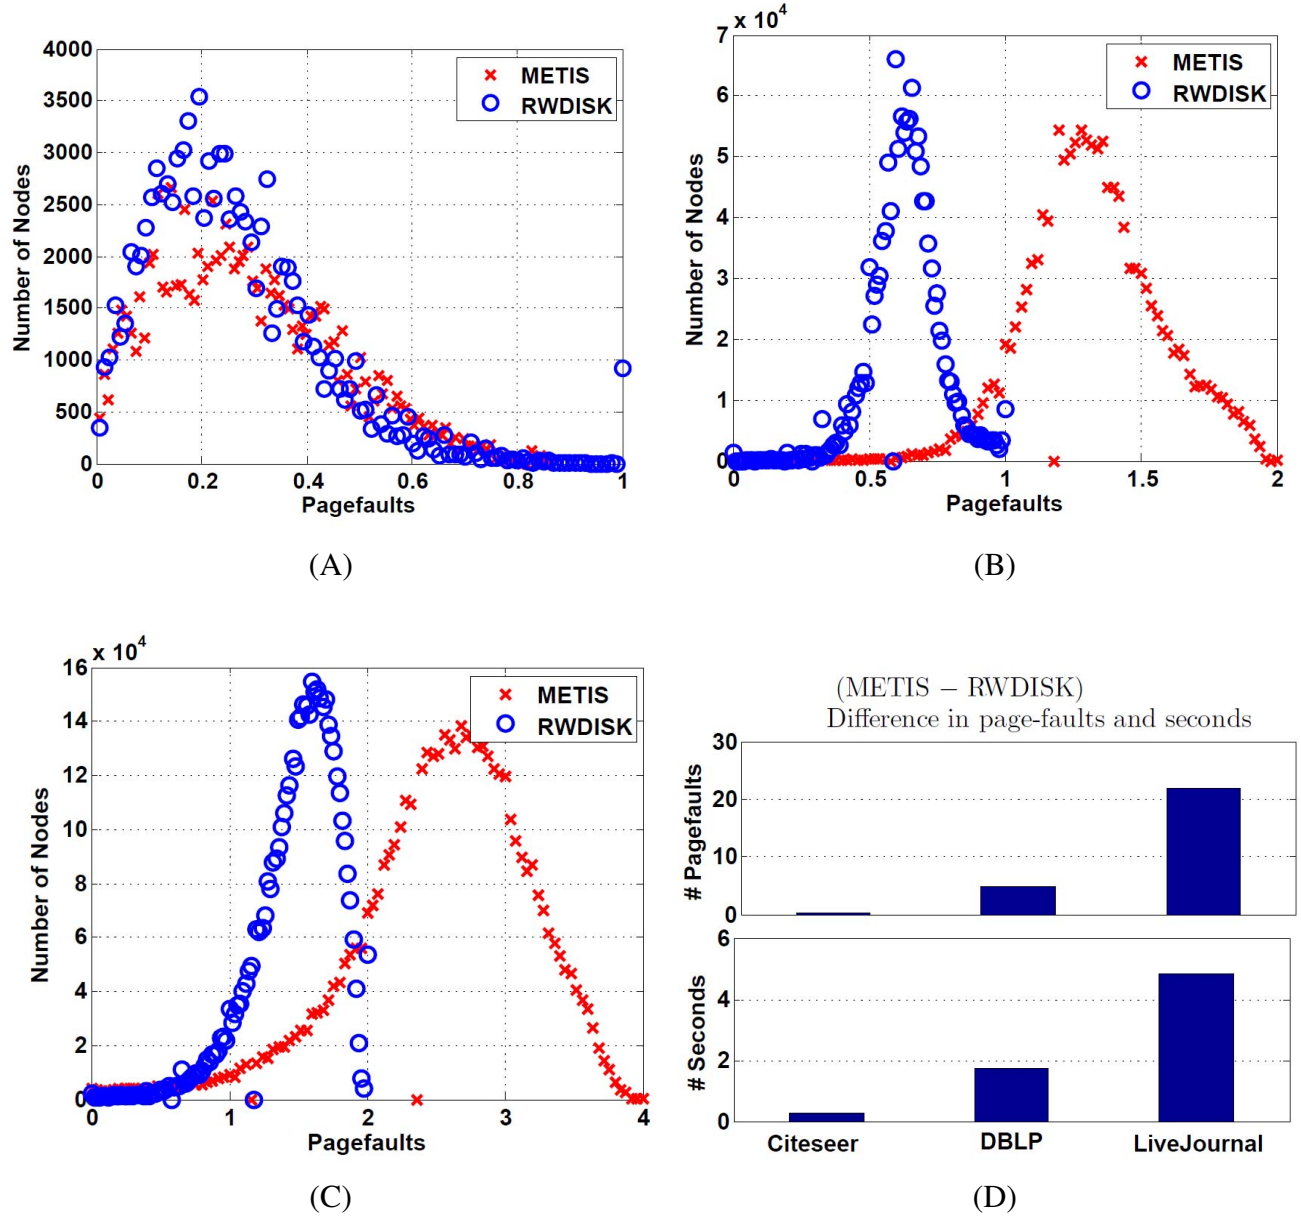 4000
3500
3000
2500
2000
1500
1000
500
0
Number of Nodes
METIS
RWDISK
0 0.2 0.4 0.6 0.8 1
Pagefaults
(A)
x 10^4
7
6
5
4
3
2
1
0
Number of Nodes
METIS
RWDISK
0 0.5 1 1.5 2
Pagefaults
(B)
x 10^4
16
14
12
10
8
6
4
2
0
Number of Nodes
METIS
RWDISK
0 1 2 3 4
Pagefaults
(C)
(METIS − RWDISK)
Difference in page-faults and seconds
30
20
10
0
# Pagefaults
6
4
2
0
# Seconds
Citeseer DBLP LiveJournal
(D)